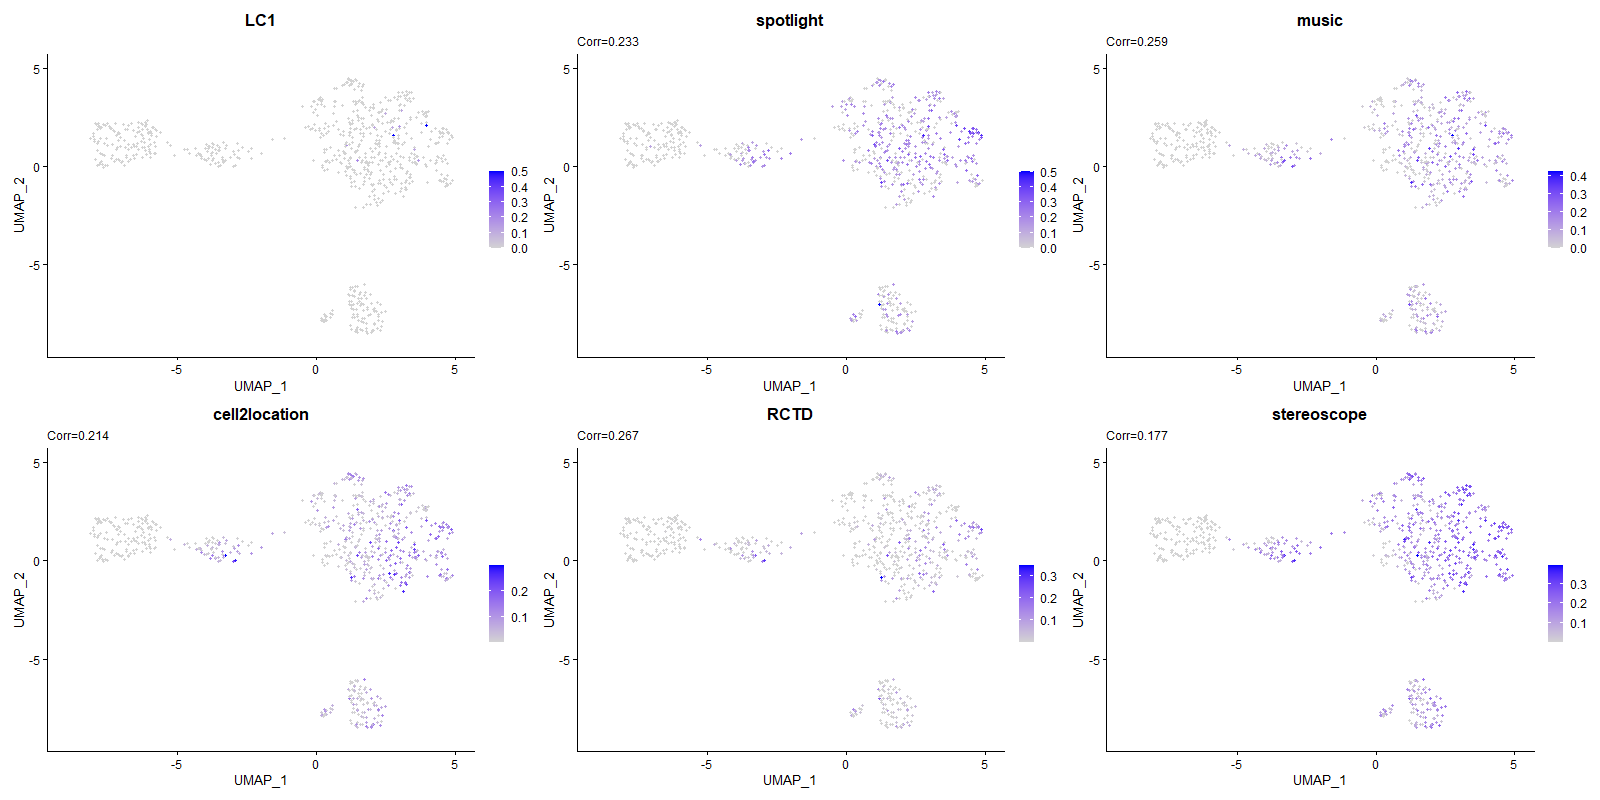 LC1
5
0
-5
-5
0
5
UMAP_2
UMAP_1
0.5
0.4
0.3
0.2
0.1
0.0
spotlight
Corr=0.233
5
0
-5
-5
0
5
UMAP_2
UMAP_1
0.5
0.4
0.3
0.2
0.1
0.0
music
Corr=0.259
5
0
-5
-5
0
5
UMAP_2
UMAP_1
0.4
0.3
0.2
0.1
0.0
cell2location
Corr=0.214
5
0
-5
-5
0
5
UMAP_2
UMAP_1
0.2
0.1
RCTD
Corr=0.267
5
0
-5
-5
0
5
UMAP_2
UMAP_1
0.3
0.2
0.1
stereoscope
Corr=0.177
5
0
-5
-5
0
5
UMAP_2
UMAP_1
0.3
0.2
0.1